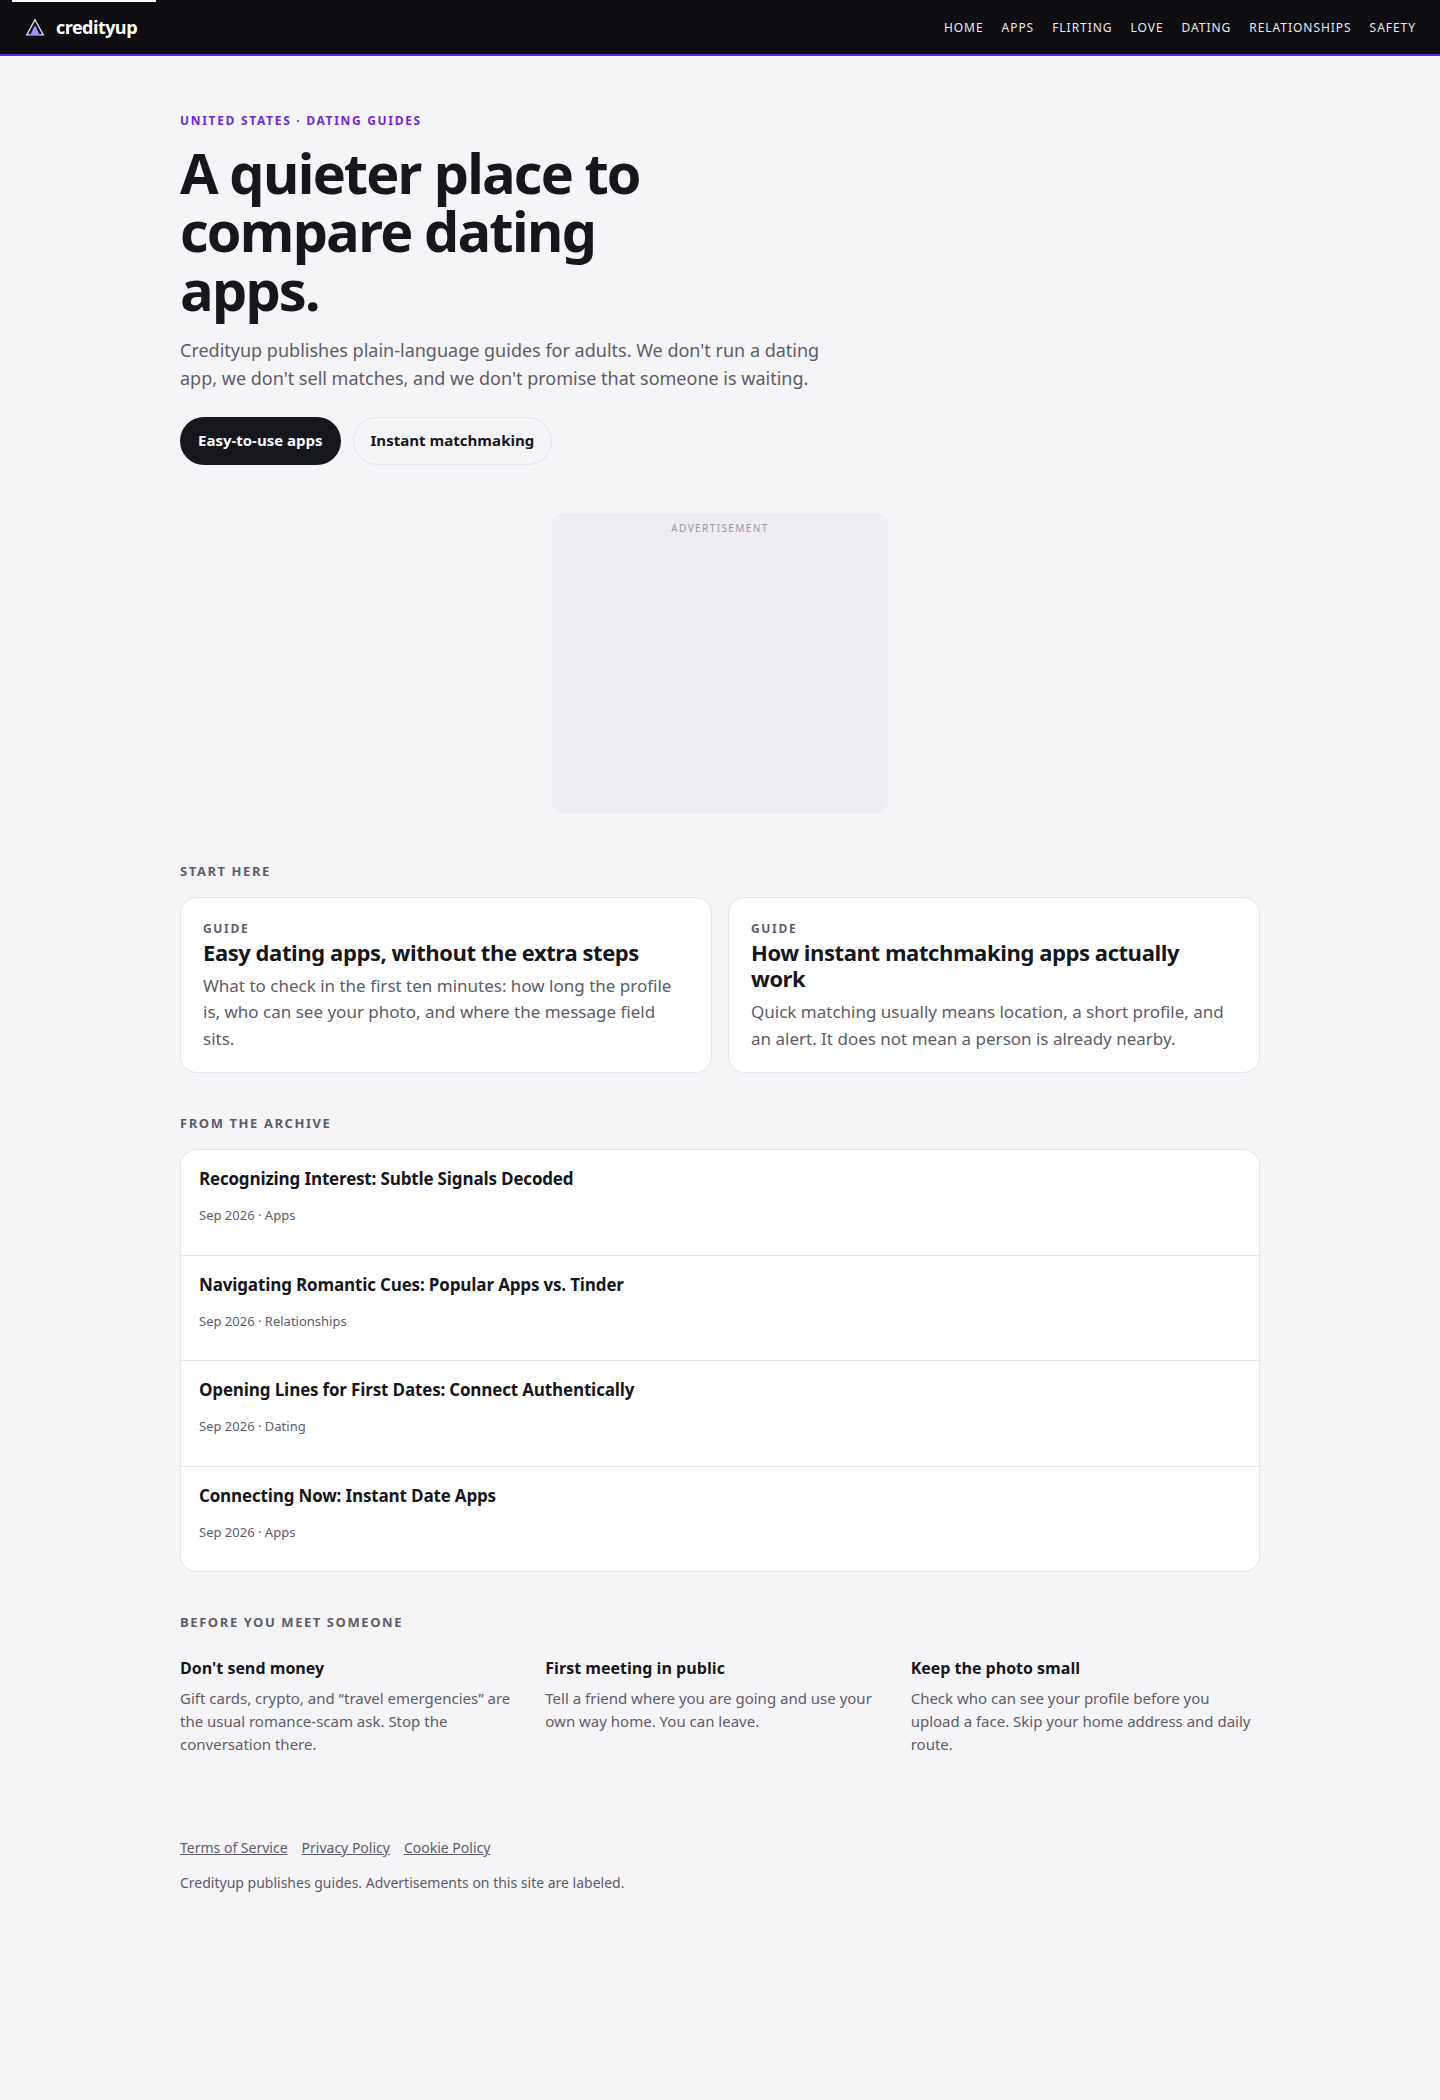 credityup
HOME APPS FLIRTING LOVE DATING RELATIONSHIPS SAFETY
UNITED STATES · DATING GUIDES
A quieter place to
compare dating
apps.
Credityup publishes plain-language guides for adults. We don't run a dating
app, we don't sell matches, and we don't promise that someone is waiting.
Easy-to-use apps
Instant matchmaking
ADVERTISEMENT
START HERE
GUIDE
Easy dating apps, without the extra steps
What to check in the first ten minutes: how long the profile
is, who can see your photo, and where the message field
sits.
GUIDE
How instant matchmaking apps actually
work
Quick matching usually means location, a short profile, and
an alert. It does not mean a person is already nearby.
FROM THE ARCHIVE
Recognizing Interest: Subtle Signals Decoded
Sep 2026 · Apps
Navigating Romantic Cues: Popular Apps vs. Tinder
Sep 2026 · Relationships
Opening Lines for First Dates: Connect Authentically
Sep 2026 · Dating
Connecting Now: Instant Date Apps
Sep 2026 · Apps
BEFORE YOU MEET SOMEONE
Don't send money
Gift cards, crypto, and “travel emergencies” are
the usual romance-scam ask. Stop the
conversation there.
First meeting in public
Tell a friend where you are going and use your
own way home. You can leave.
Keep the photo small
Check who can see your profile before you
upload a face. Skip your home address and daily
route.
Terms of Service Privacy Policy Cookie Policy
Credityup publishes guides. Advertisements on this site are labeled.